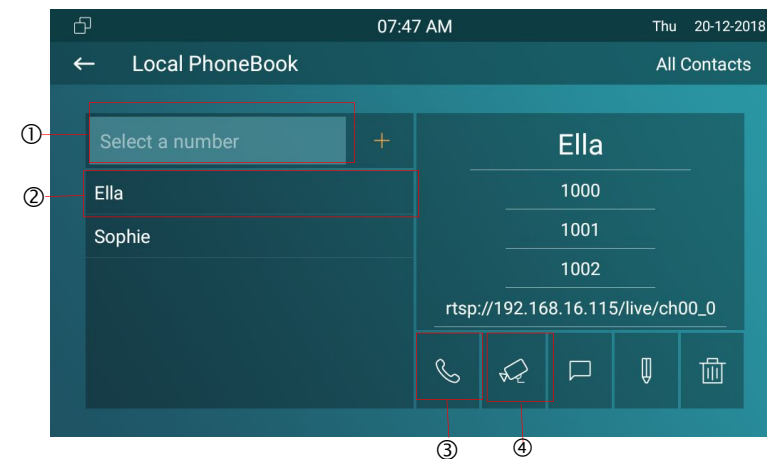 07:47 AM Thu 20-12-2018
← Local PhoneBook All Contacts
① Select a number +
② Ella
Sophie
Ella
1000
1001
1002
rtsp://192.168.16.115/live/ch00_0
③ ④